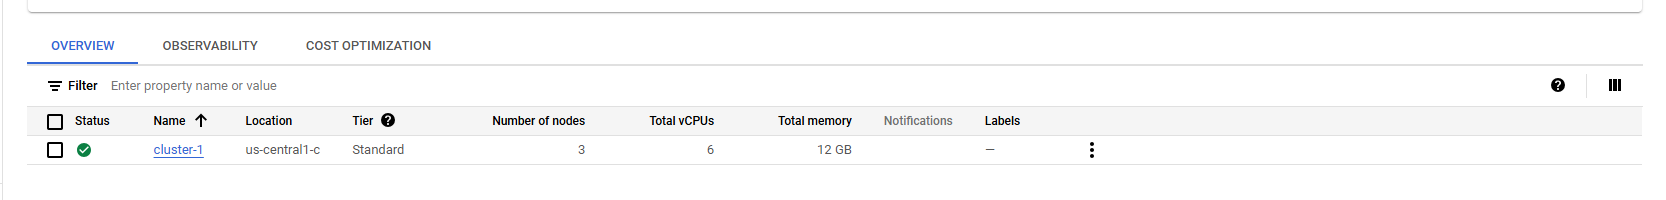 OVERVIEW OBSERVABILITY COST OPTIMIZATION
Filter Enter property name or value
Status Name Location Tier Number of nodes Total vCPUs Total memory Notifications Labels
cluster-1 us-central1-c Standard 3 6 12 GB —